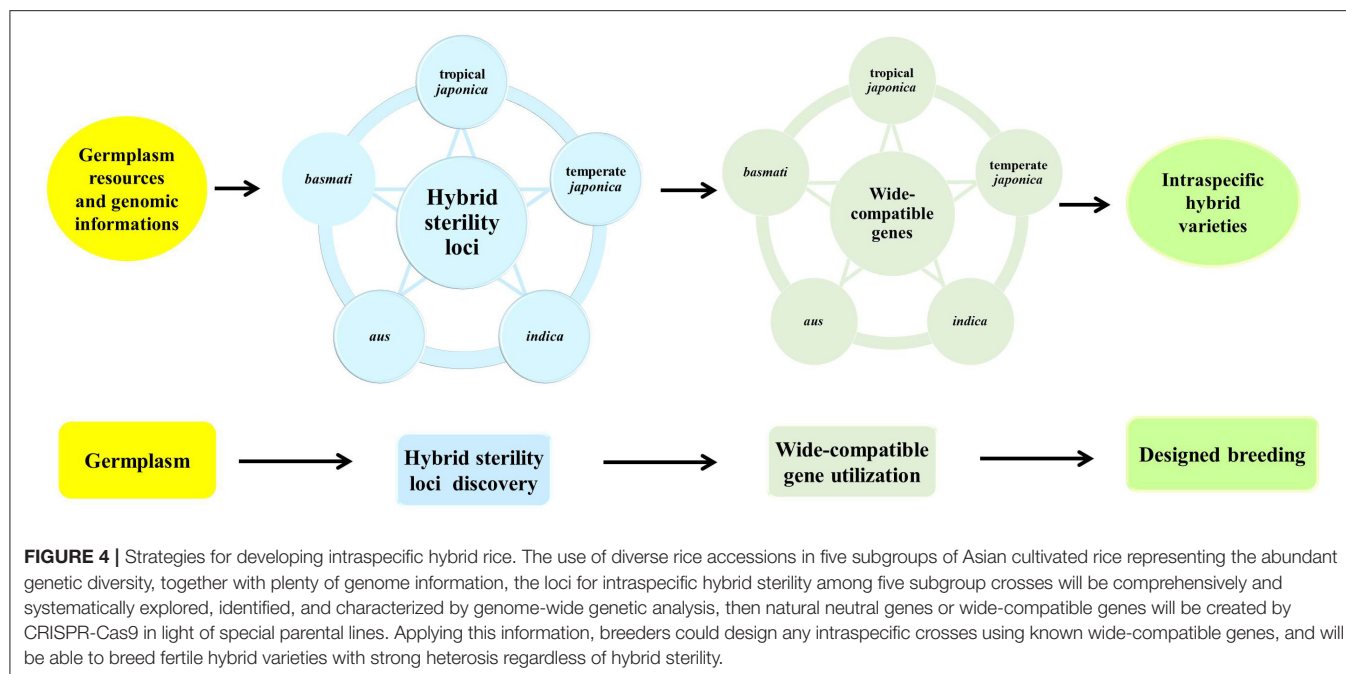 Germplasm
resources
and genomic
informations
tropical
japonica
basmati
temperate
japonica
Hybrid
sterility
loci
aus
indica
tropical
japonica
basmati
temperate
japonica
Wide-
compatible
genes
aus
indica
Intraspecific
hybrid
varieties
Germplasm
Hybrid sterility
loci discovery
Wide-compatible
gene utilization
Designed breeding
FIGURE 4 | Strategies for developing intraspecific hybrid rice. The use of diverse rice accessions in five subgroups of Asian cultivated rice representing the abundant
genetic diversity, together with plenty of genome information, the loci for intraspecific hybrid sterility among five subgroup crosses will be comprehensively and
systematically explored, identified, and characterized by genome-wide genetic analysis, then natural neutral genes or wide-compatible genes will be created by
CRISPR-Cas9 in light of special parental lines. Applying this information, breeders could design any intraspecific crosses using known wide-compatible genes, and will
be able to breed fertile hybrid varieties with strong heterosis regardless of hybrid sterility.